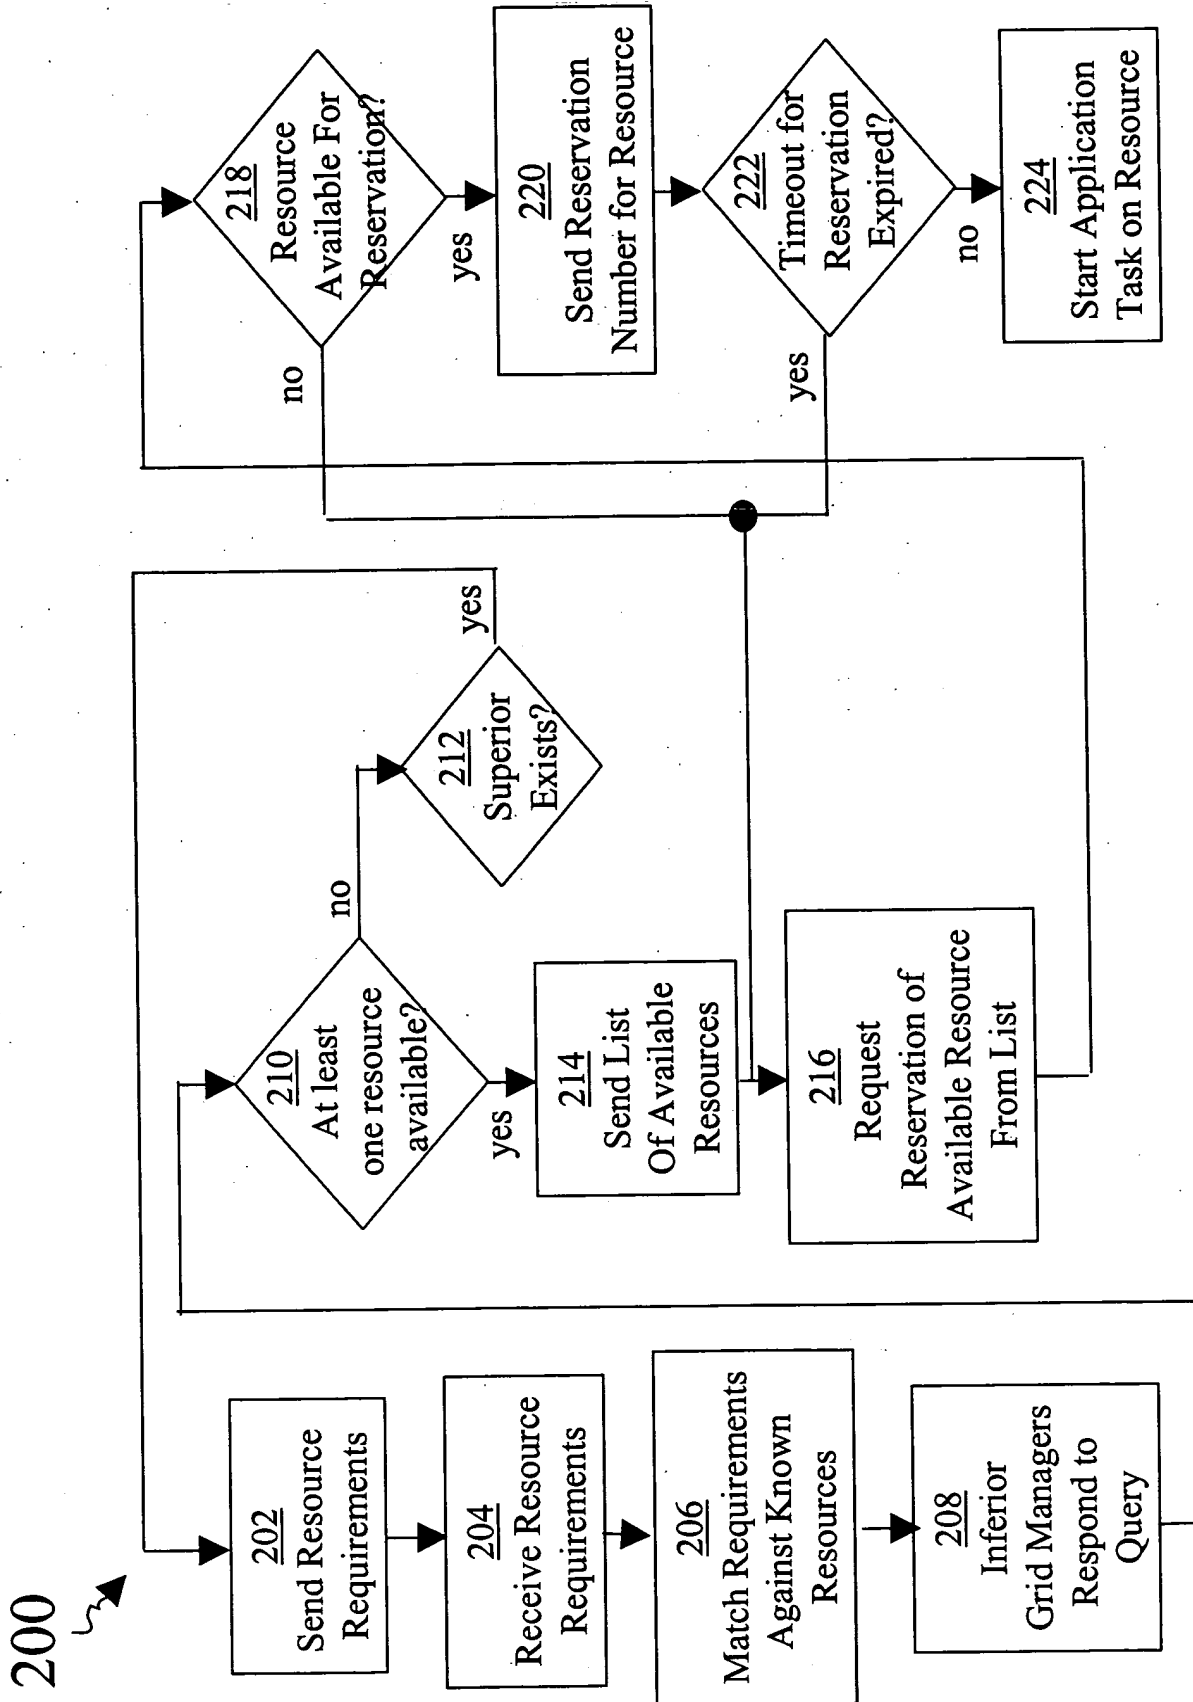 200
202
Send Resource
Requirements
204
Receive Resource
Requirements
206
Match Requirements
Against Known
Resources
208
Inferior
Grid Managers
Respond to
Query
210
At least
one resource
available?
no
yes
212
Superior
Exists?
yes
214
Send List
Of Available
Resources
216
Request
Reservation of
Available Resource
From List
218
Resource
Available For
Reservation?
no
yes
220
Send Reservation
Number for Resource
222
Timeout for
Reservation
Expired?
yes
no
224
Start Application
Task on Resource